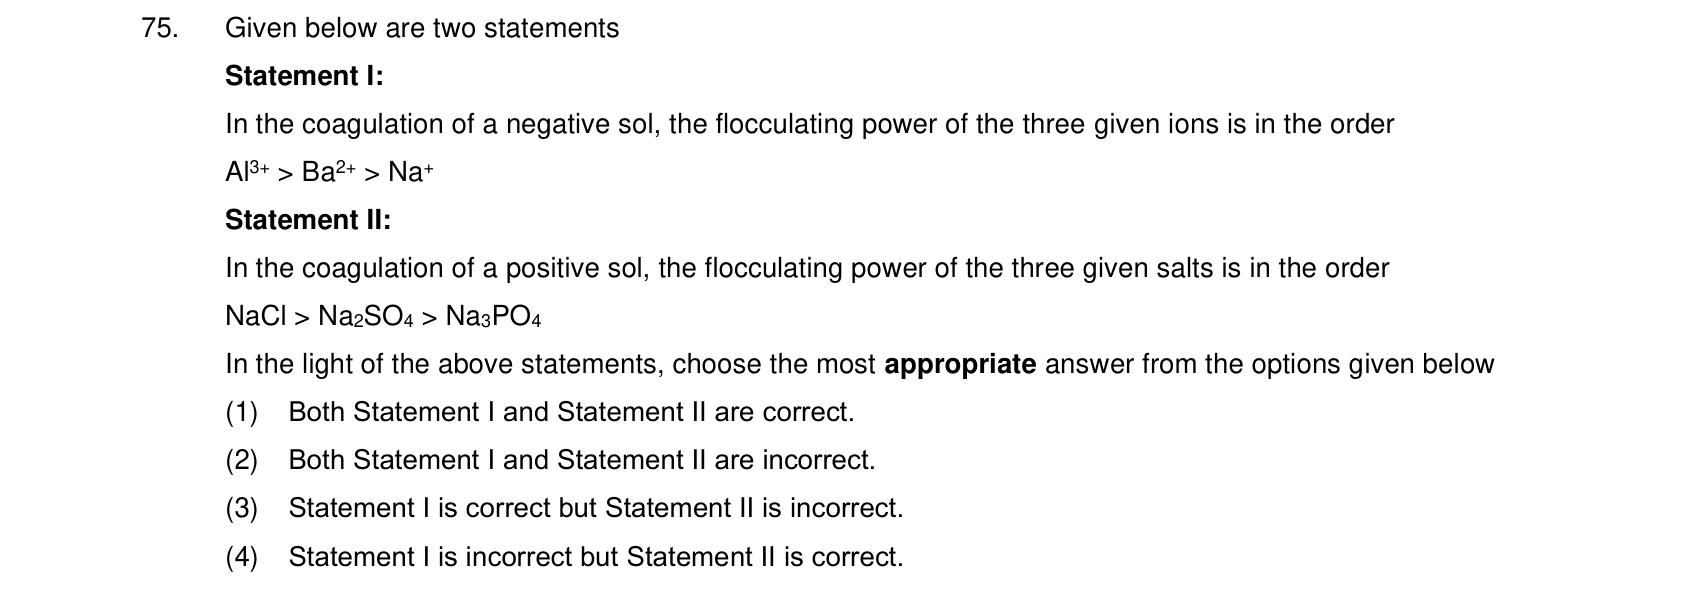 75. Given below are two statements
Statement I:
In the coagulation of a negative sol, the flocculating power of the three given ions is in the order
Al³⁺ > Ba²⁺ > Na⁺
Statement II:
In the coagulation of a positive sol, the flocculating power of the three given salts is in the order
NaCl > Na₂SO₄ > Na₃PO₄
In the light of the above statements, choose the most appropriate answer from the options given below
(1) Both Statement I and Statement II are correct.
(2) Both Statement I and Statement II are incorrect.
(3) Statement I is correct but Statement II is incorrect.
(4) Statement I is incorrect but Statement II is correct.